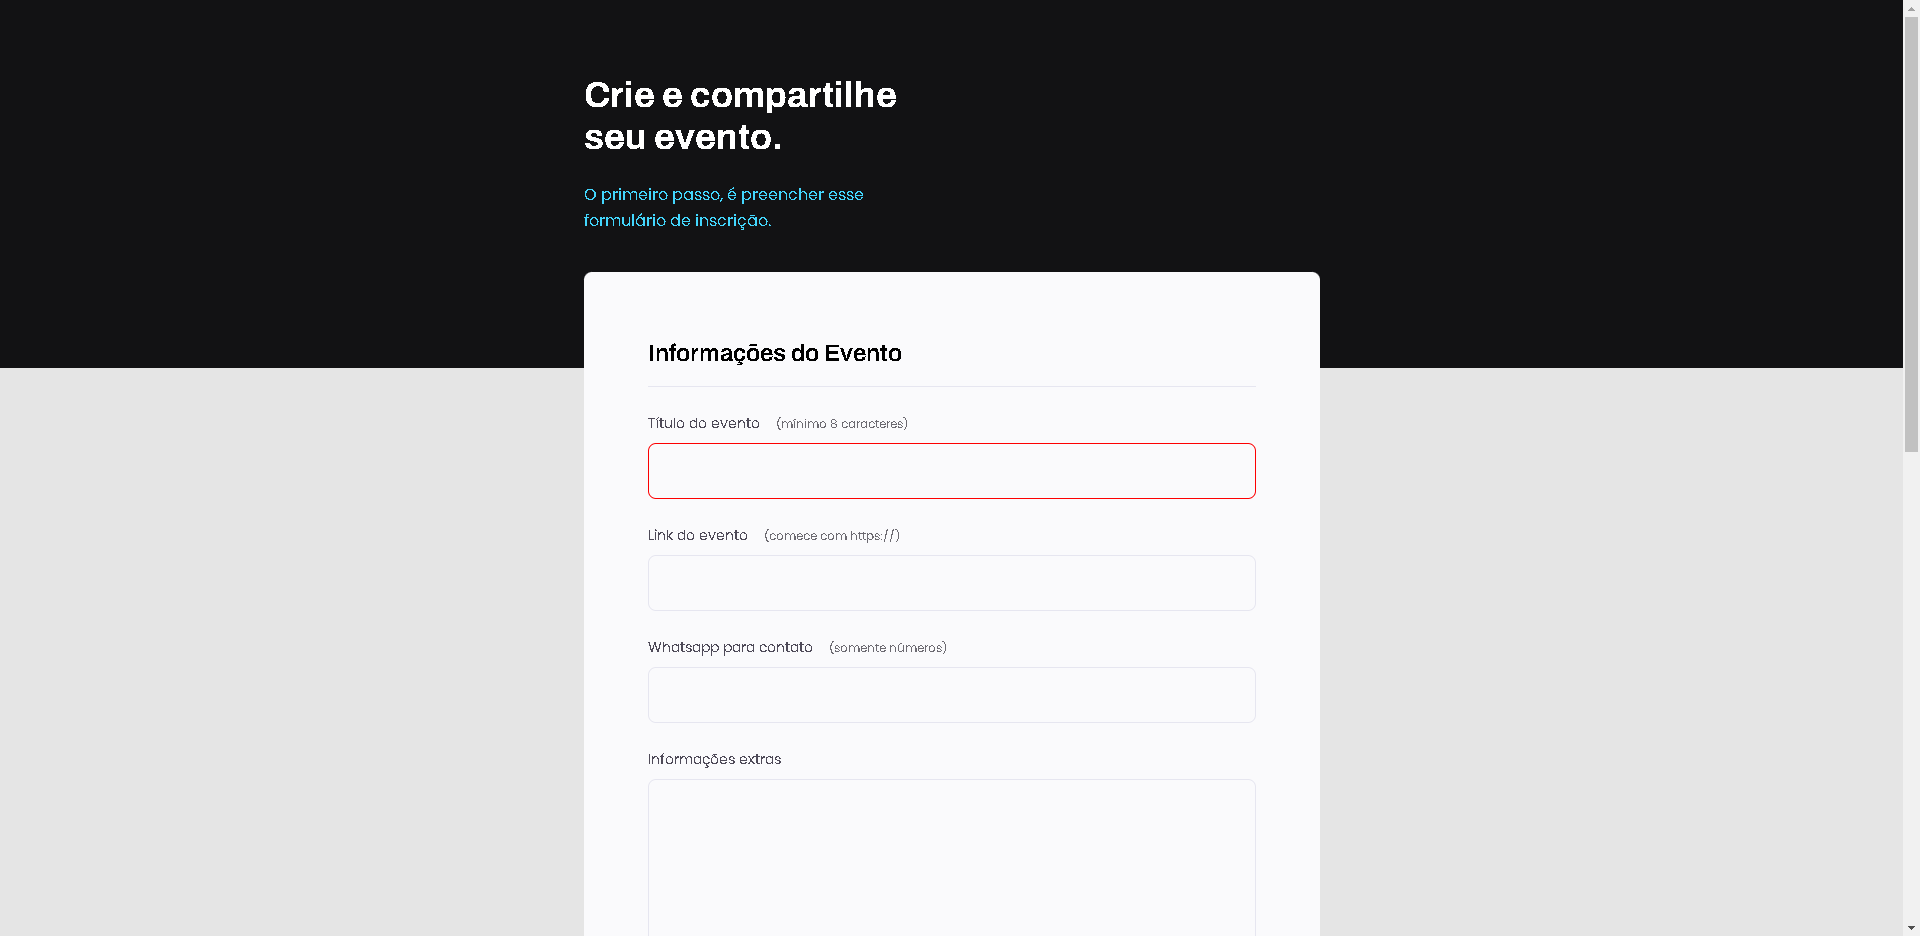 Crie e compartilhe
seu evento.
O primeiro passo, é preencher esse
formulário de inscrição.
Informações do Evento
Título do evento (mínimo 8 caracteres)
Link do evento (comece com https://)
Whatsapp para contato (somente números)
Informações extras